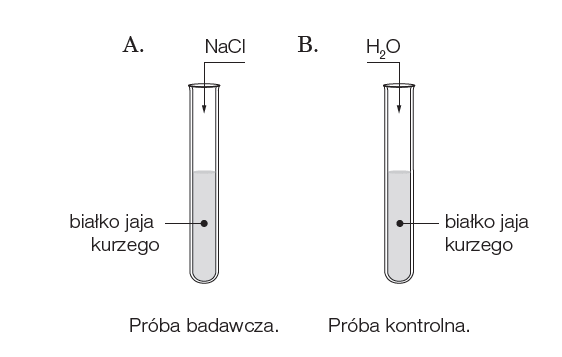 A. NaCl B. H₂O
białko jaja
kurzego
białko jaja
kurzego
Próba badawcza. Próba kontrolna.